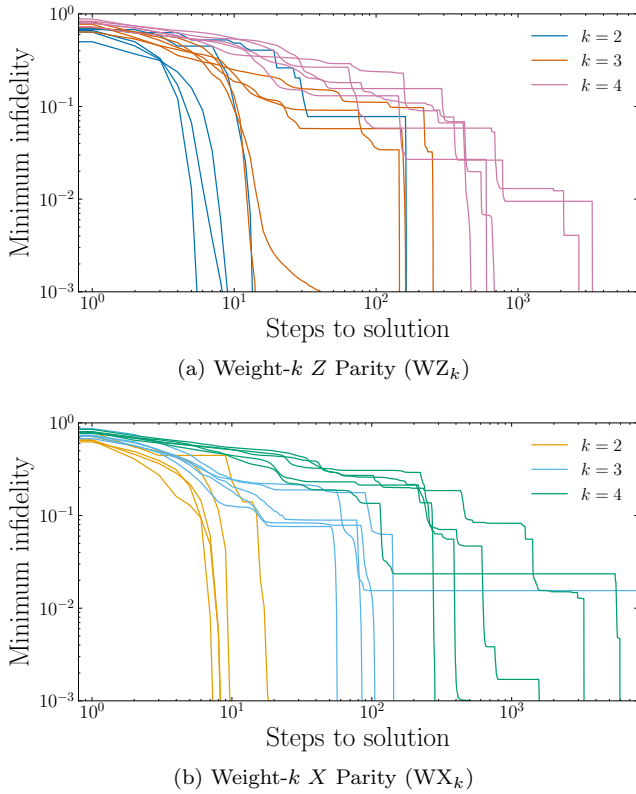 10^0
10^{-1}
10^{-2}
10^{-3}
Minimum infidelity
k = 2
k = 3
k = 4
10^0 10^1 10^2 10^3
Steps to solution
(a) Weight-k Z Parity (WZ_k)
10^0
10^{-1}
10^{-2}
10^{-3}
Minimum infidelity
k = 2
k = 3
k = 4
10^0 10^1 10^2 10^3
Steps to solution
(b) Weight-k X Parity (WX_k)